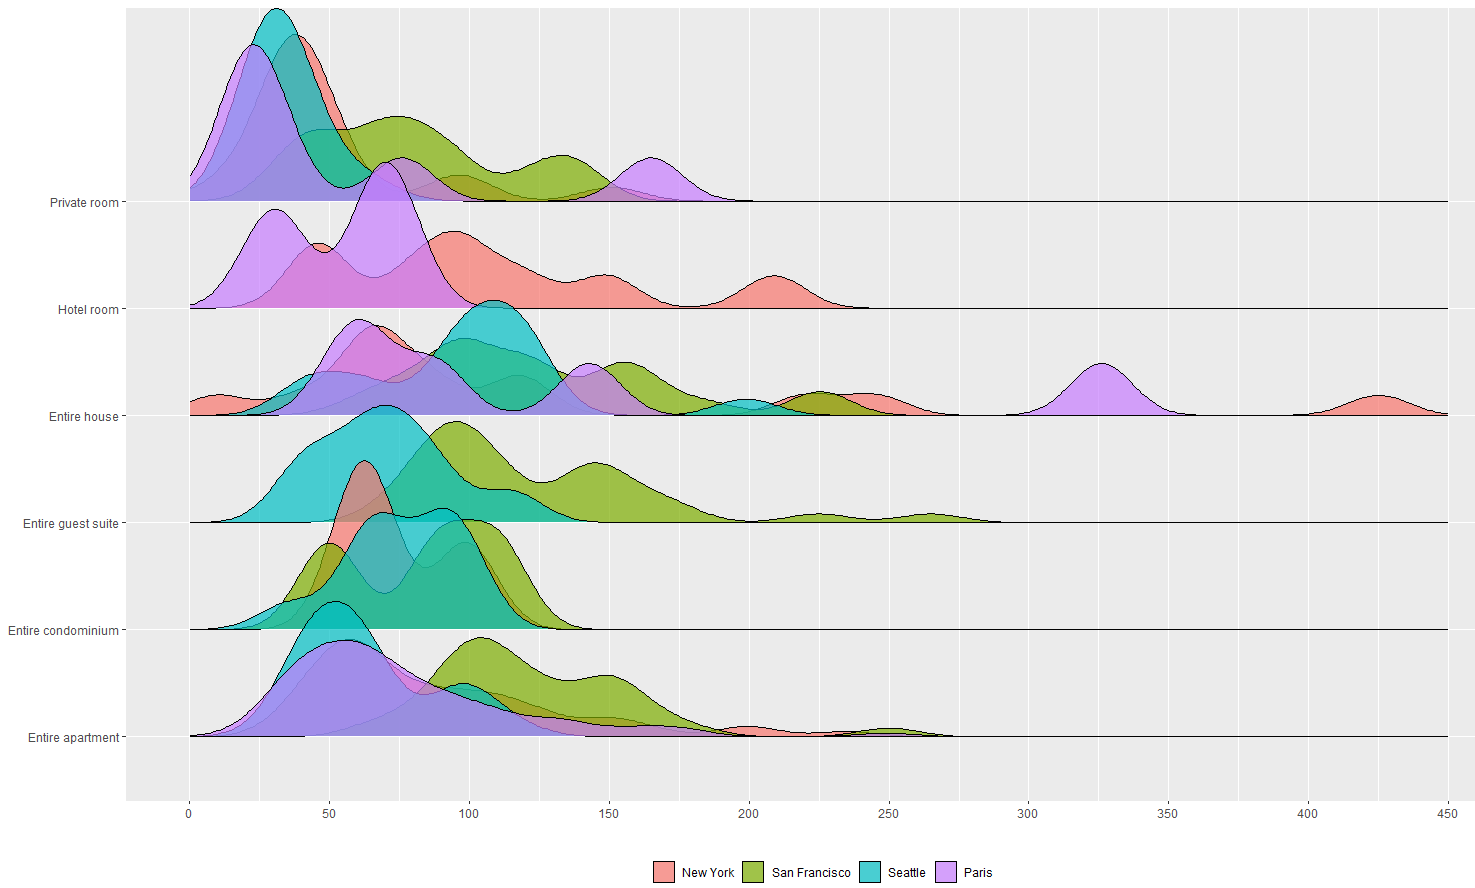 Private room
Hotel room
Entire house
Entire guest suite
Entire condominium
Entire apartment
0 50 100 150 200 250 300 350 400 450
New York San Francisco Seattle Paris